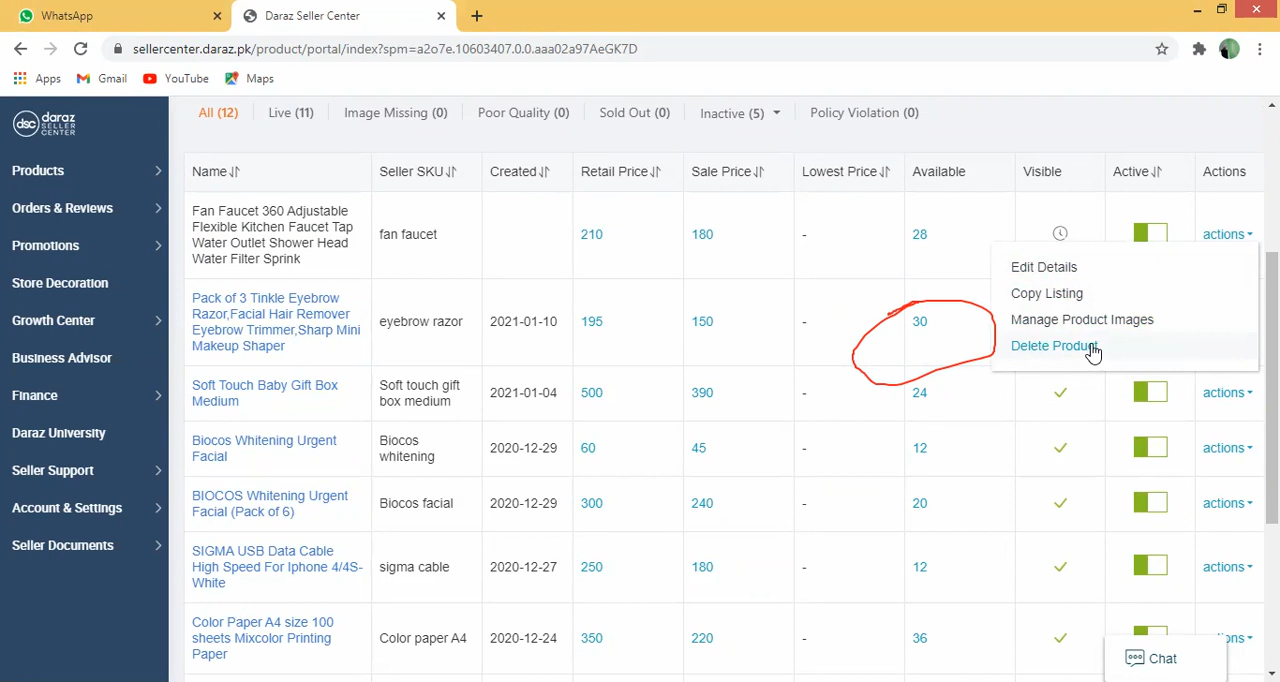 WhatsApp
Daraz Seller Center
sellercenter.daraz.pk/product/portal/index?spm=a2o7e.10603407.0.0.aaa02a97AeGK7D
Apps Gmail YouTube Maps
dsc daraz
SELLER
CENTER
All (12) Live (11) Image Missing (0) Poor Quality (0) Sold Out (0) Inactive (5) Policy Violation (0)
Products
Orders & Reviews
Promotions
Store Decoration
Growth Center
Business Advisor
Finance
Daraz University
Seller Support
Account & Settings
Seller Documents
Name Seller SKU Created Retail Price Sale Price Lowest Price Available Visible Active Actions
Fan Faucet 360 Adjustable
Flexible Kitchen Faucet Tap
Water Outlet Shower Head
Water Filter Sprink
fan faucet 210 180 - 28 actions
Edit Details
Copy Listing
Manage Product Images
Delete Product
Pack of 3 Tinkle Eyebrow
Razor,Facial Hair Remover
Eyebrow Trimmer,Sharp Mini
Makeup Shaper
eyebrow razor 2021-01-10 195 150 - 30
Soft Touch Baby Gift Box
Medium
Soft touch gift
box medium
2021-01-04 500 390 - 24 actions
Biocos Whitening Urgent
Facial
Biocos
whitening
2020-12-29 60 45 - 12 actions
BIOCOS Whitening Urgent
Facial (Pack of 6)
Biocos facial 2020-12-29 300 240 - 20 actions
SIGMA USB Data Cable
High Speed For Iphone 4/4S-
White
sigma cable 2020-12-27 250 180 - 12 actions
Color Paper A4 size 100
sheets Mixcolor Printing
Paper
Color paper A4 2020-12-24 350 220 - 36
Chat